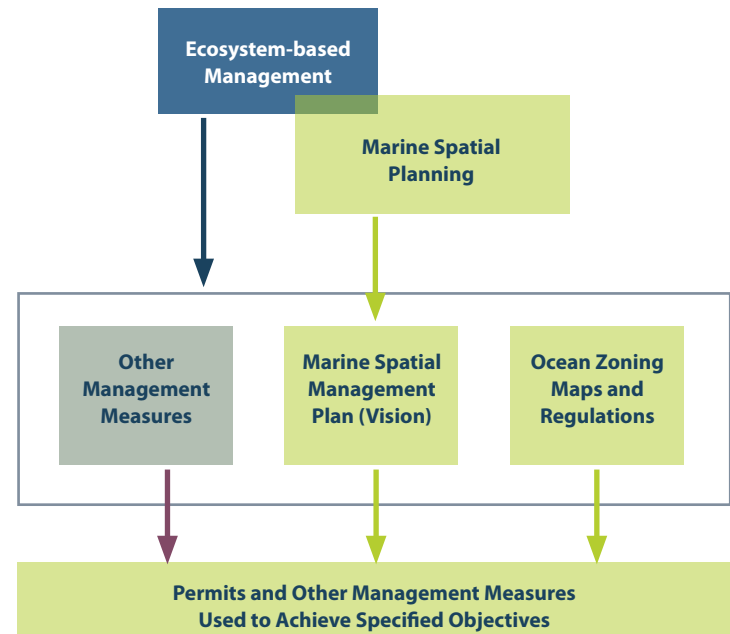 Ecosystem-based
Management
Marine Spatial
Planning
Other
Management
Measures
Marine Spatial
Management
Plan (Vision)
Ocean Zoning
Maps and
Regulations
Permits and Other Management Measures
Used to Achieve Specified Objectives